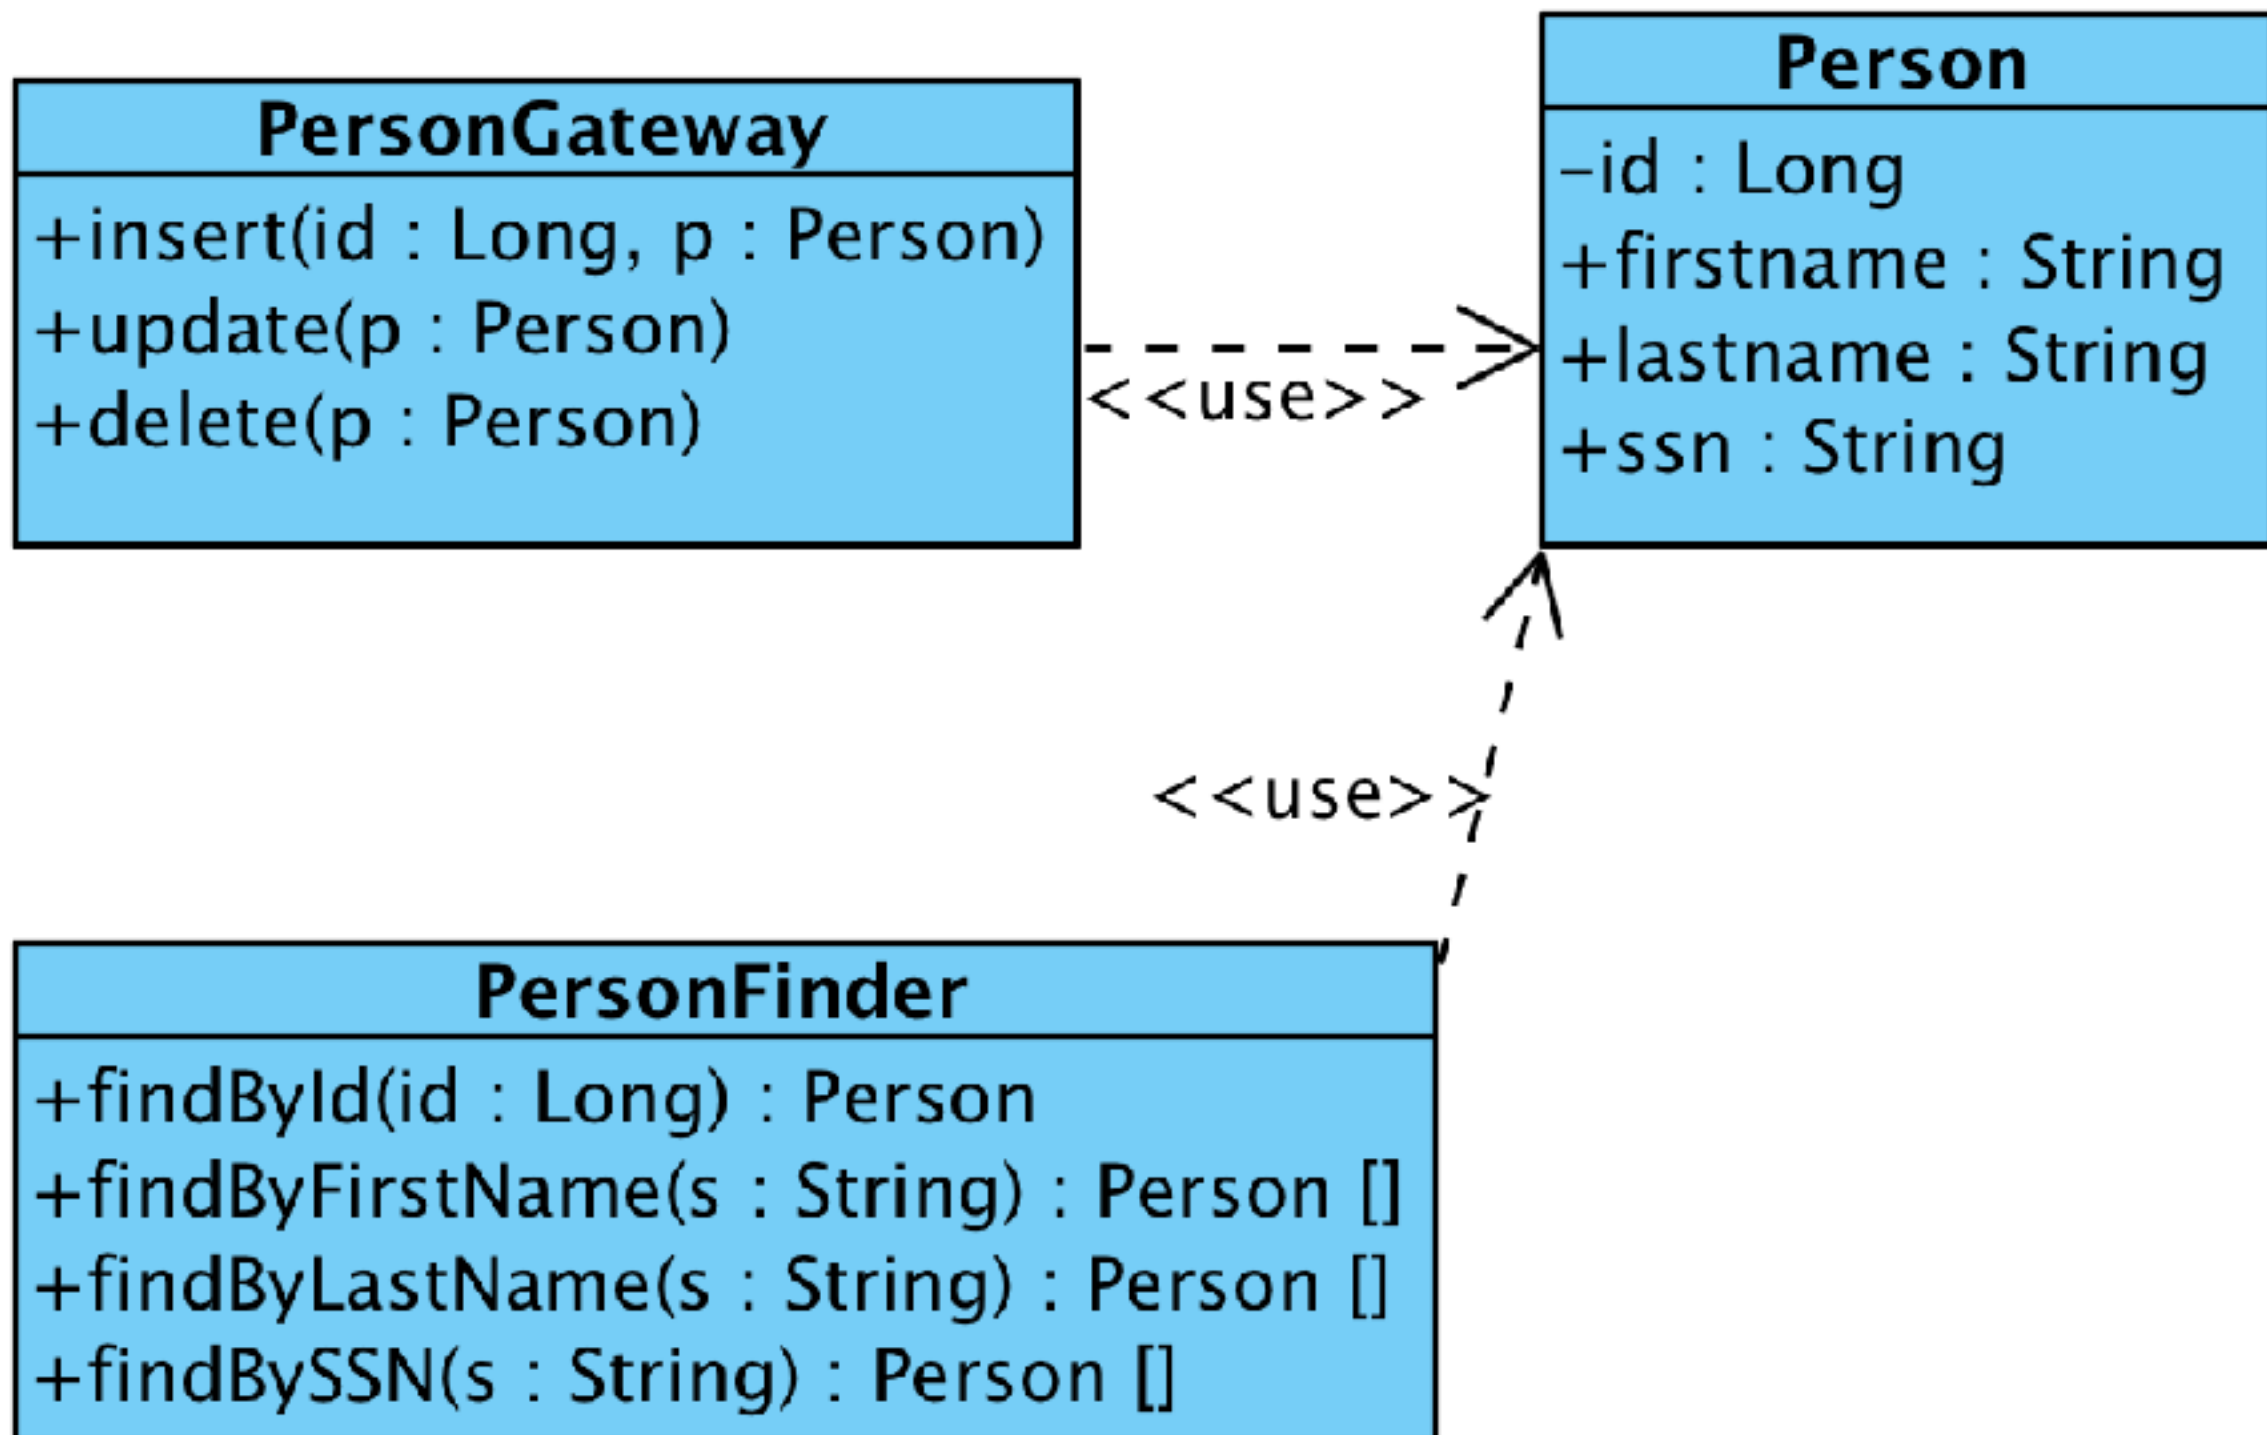 PersonGateway
+insert(id : Long, p : Person)
+update(p : Person)
+delete(p : Person)
<<use>>
Person
-id : Long
+firstname : String
+lastname : String
+ssn : String
<<use>>
PersonFinder
+findById(id : Long) : Person
+findByFirstName(s : String) : Person []
+findByLastName(s : String) : Person []
+findBySSN(s : String) : Person []